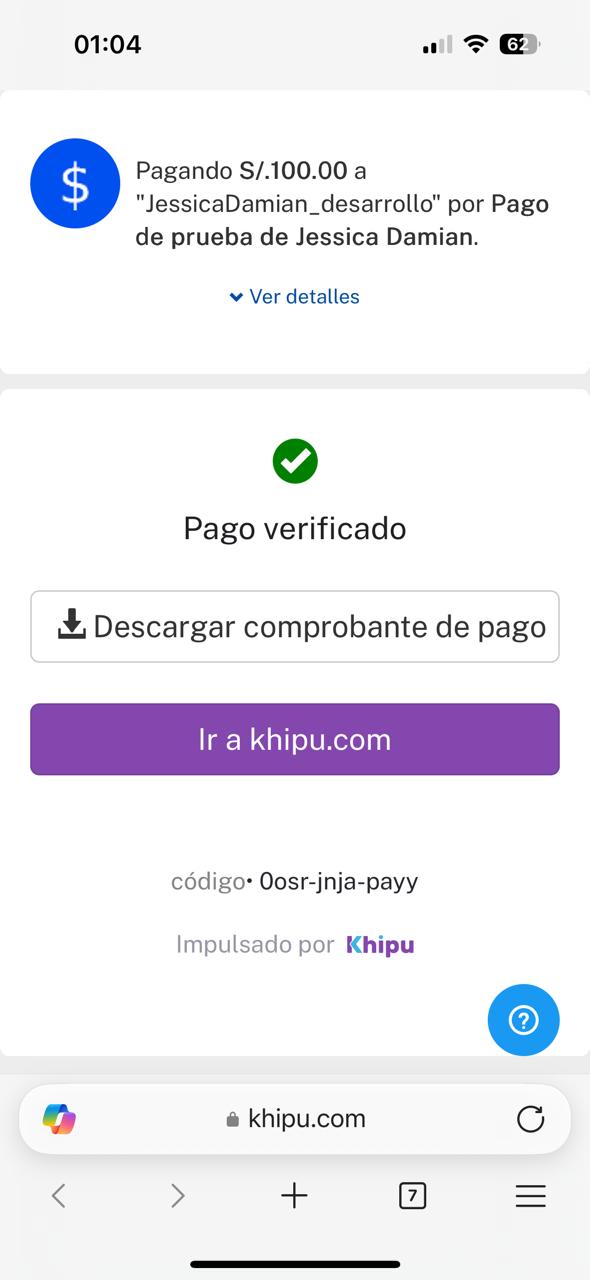 01:04
62
$
Pagando S/.100.00 a
"JessicaDamian_desarrollo" por Pago
de prueba de Jessica Damian.
Ver detalles
Pago verificado
Descargar comprobante de pago
Ir a khipu.com
código• 0osr-jnja-payy
Impulsado por Khipu
?
khipu.com
7